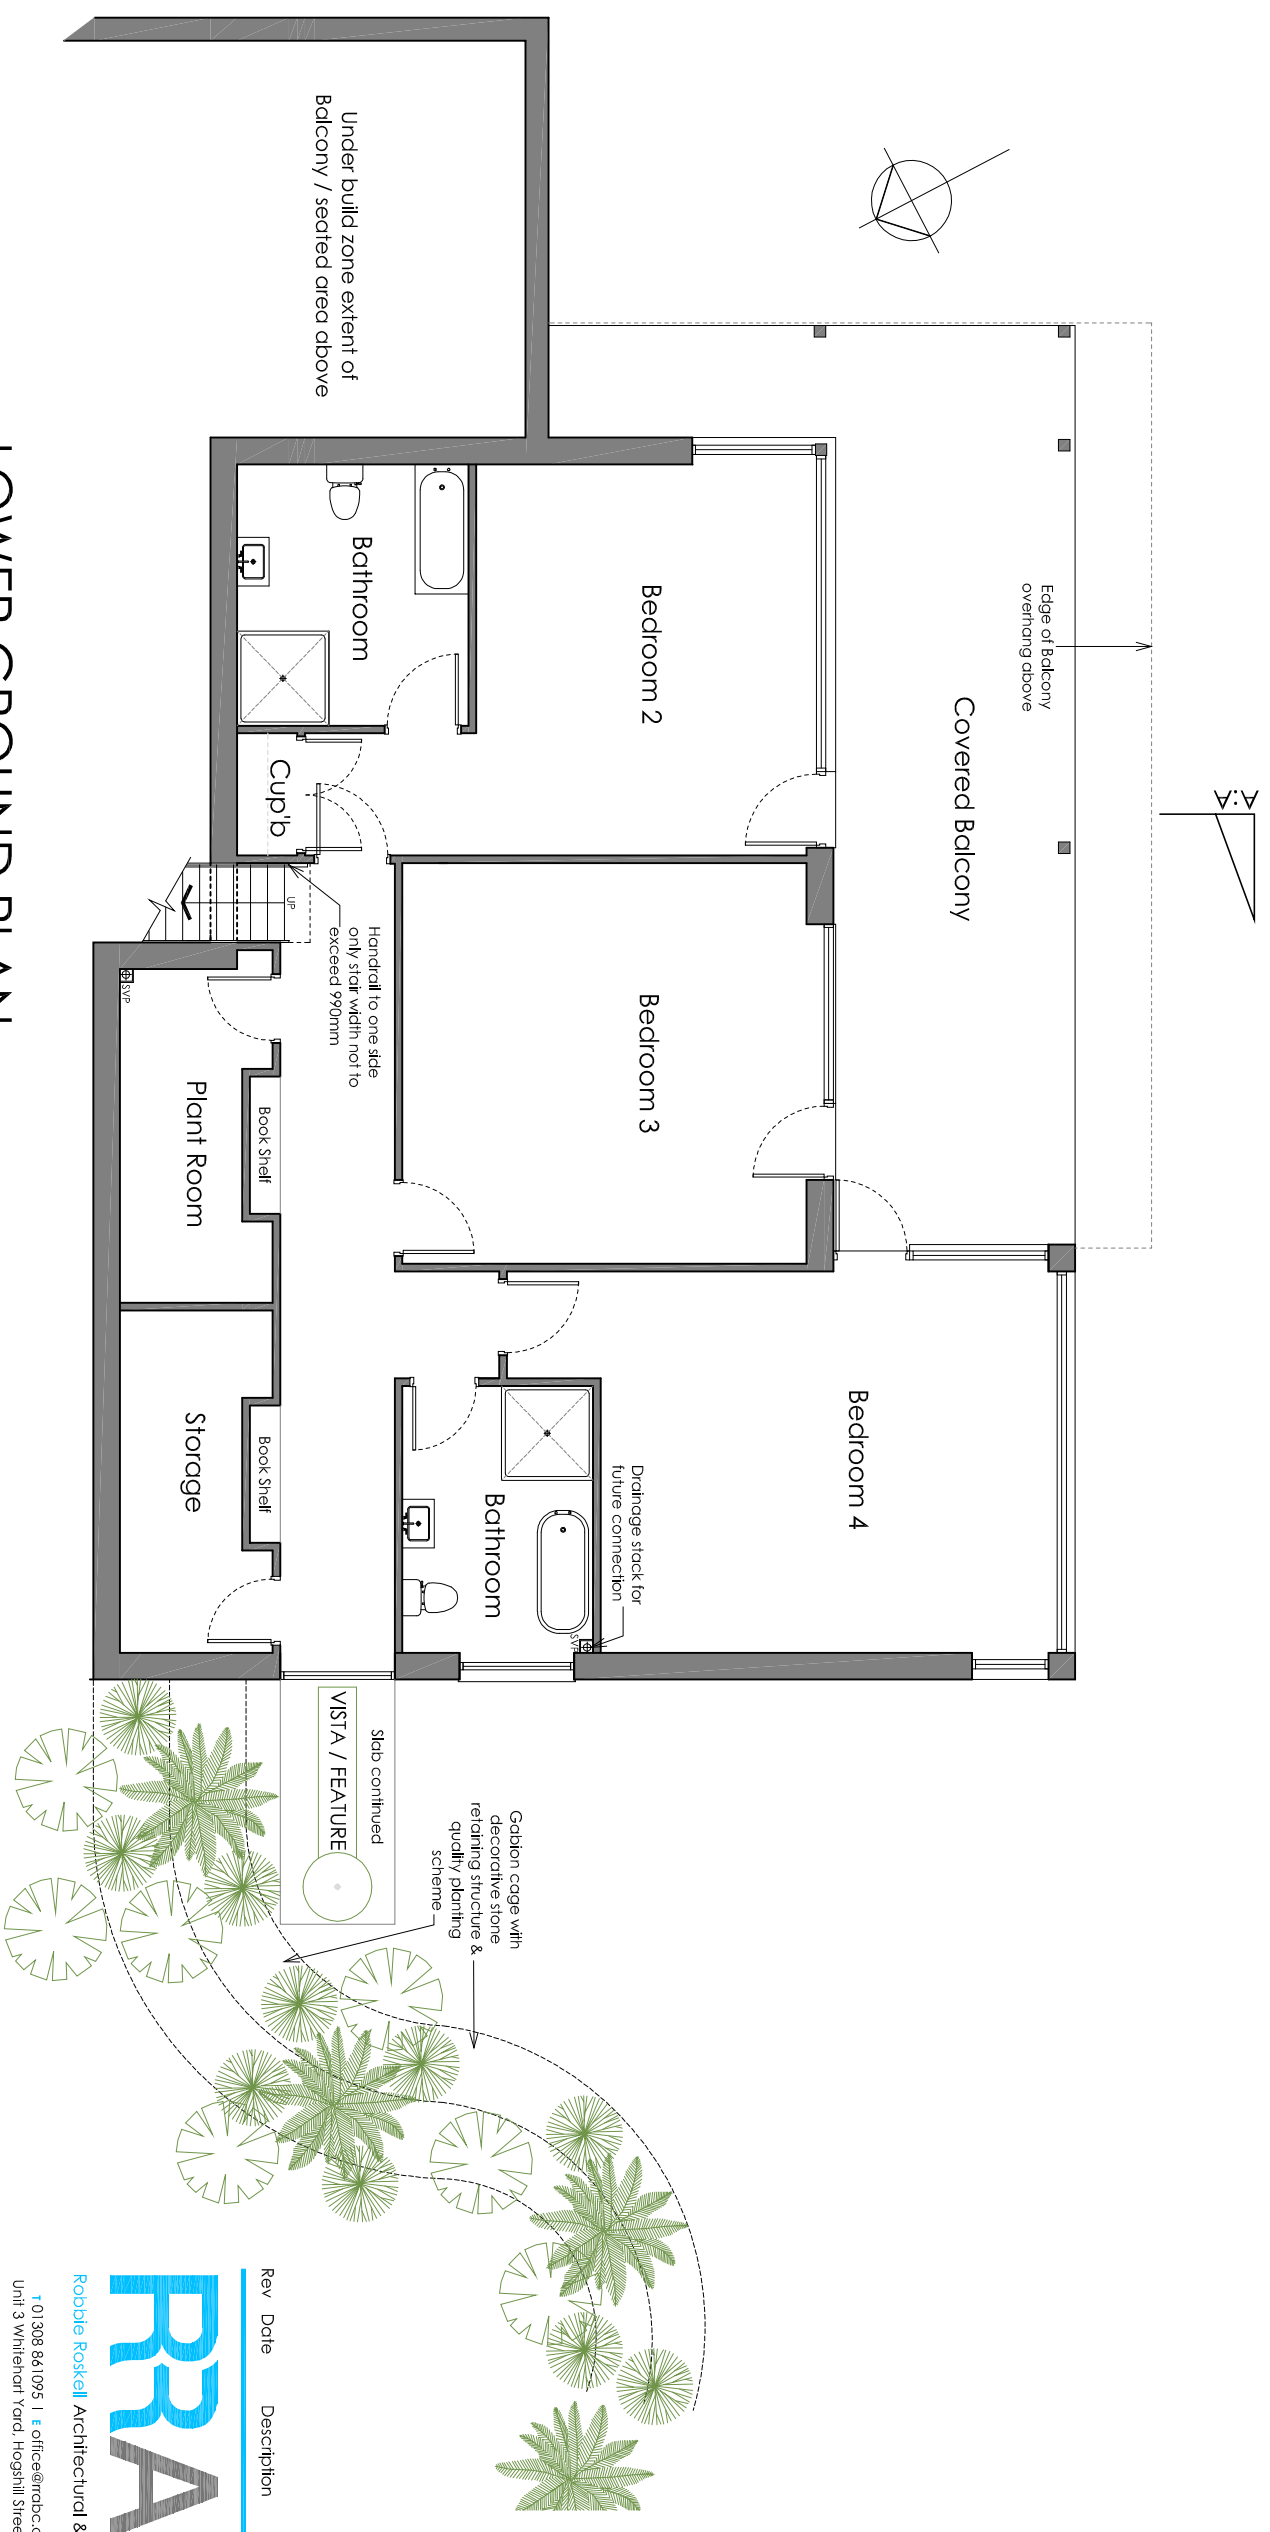 A:A
Edge of Balcony
overhang above
Covered Balcony
Bedroom 4
Bedroom 2
Bedroom 3
Drainage stack for
future connection
SVP
Bathroom
Gabion cage with
decorative stone
retaining structure &
quality planting
scheme
Under build zone extent of
Balcony / seated area above
Bathroom
Cup'b
UP
Handrail to one side
only stair width not to
exceed 990mm
Slab continued
VISTA / FEATURE
Book Shelf
Book Shelf
SVP
Plant Room
Storage
Rev Date Description
RRA
Robbie Roskell Architectural &
T 01308 861095 | E office@rrabc.c
Unit 3 Whitehart Yard, Hogshill Stree
LOWER GROUND PLAN